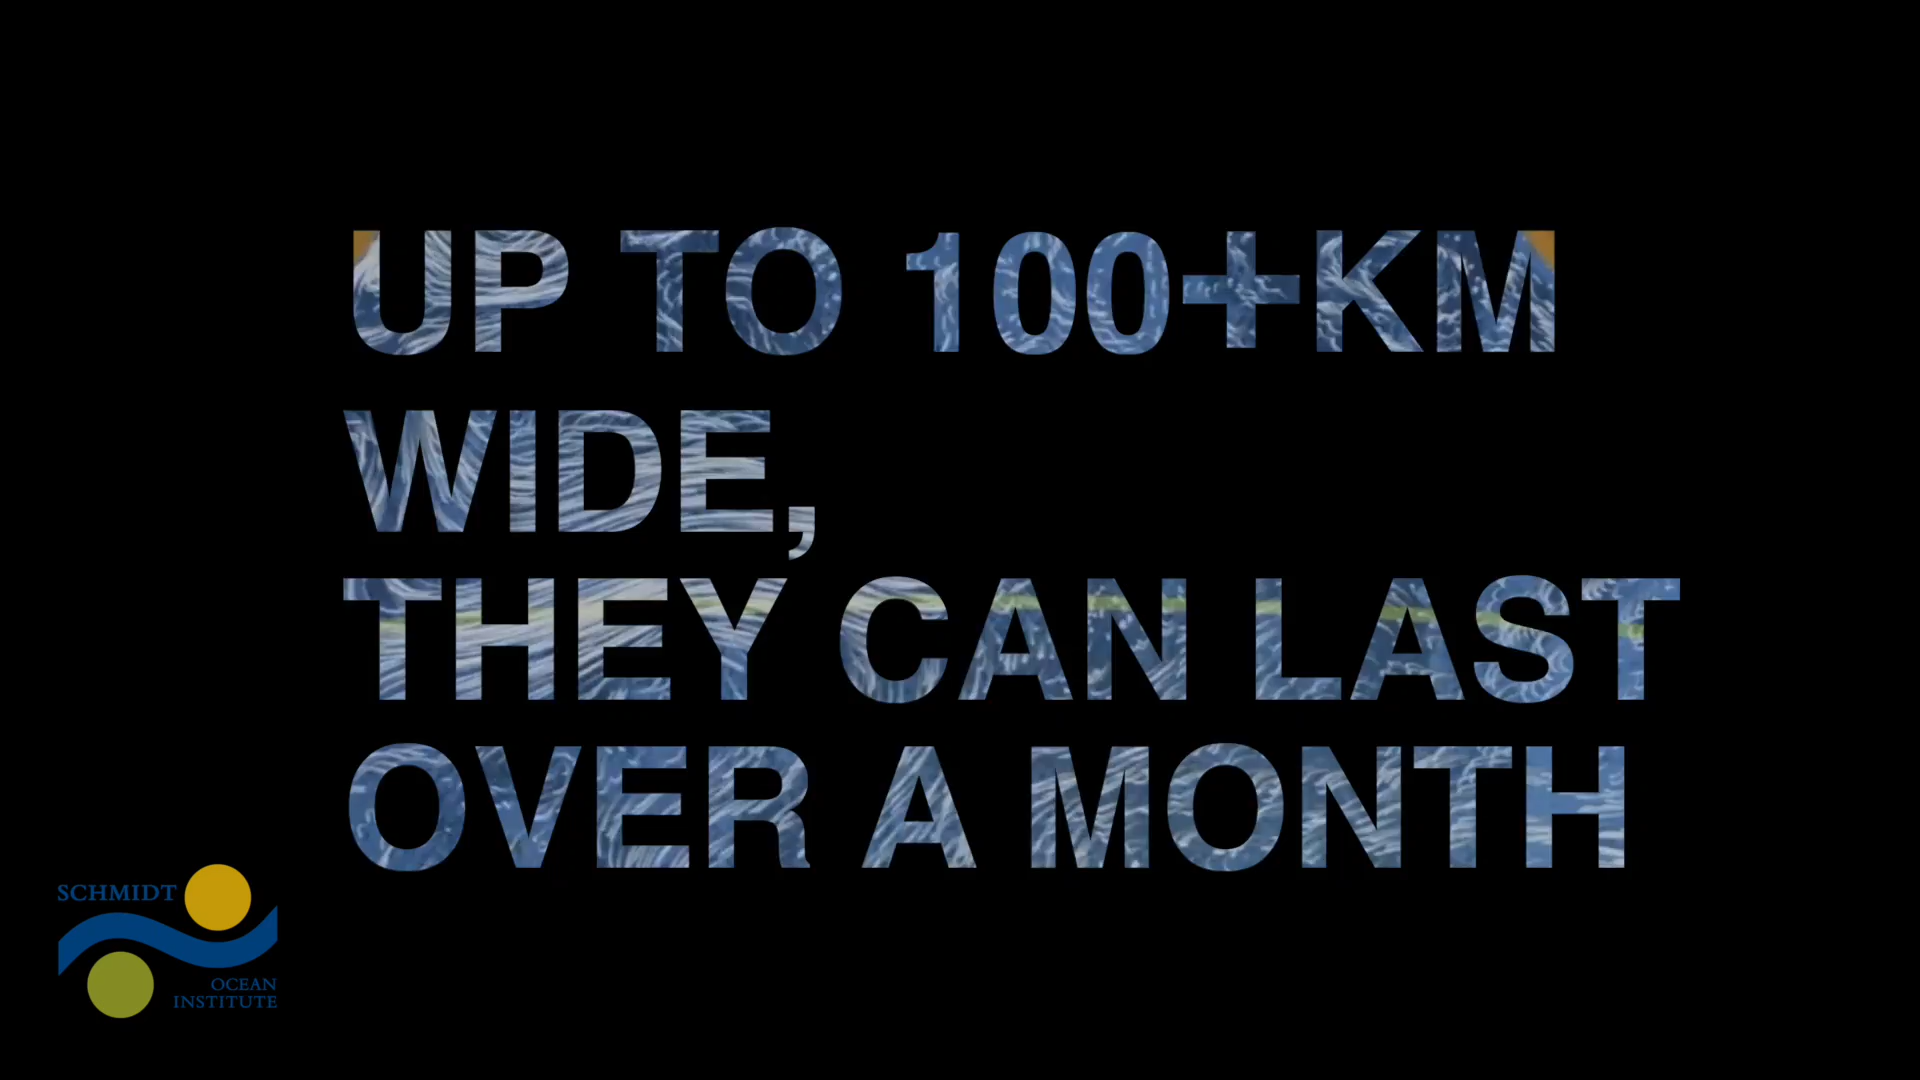 UP TO 100+KM
WIDE,
THEY CAN LAST
OVER A MONTH
SCHMIDT
OCEAN
INSTITUTE